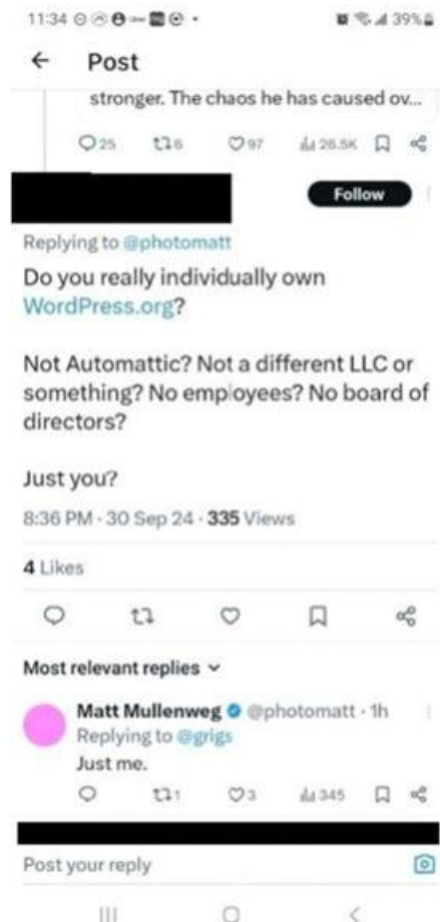 11:34
39%
Post
stronger. The chaos he has caused ov...
25 6 97 26.5K
Follow
Replying to @photomatt
Do you really individually own
WordPress.org?
Not Automattic? Not a different LLC or
something? No employees? No board of
directors?
Just you?
8:36 PM · 30 Sep 24 · 335 Views
4 Likes
Most relevant replies
Matt Mullenweg @photomatt · 1h
Replying to @grigs
Just me.
1 3 345
Post your reply